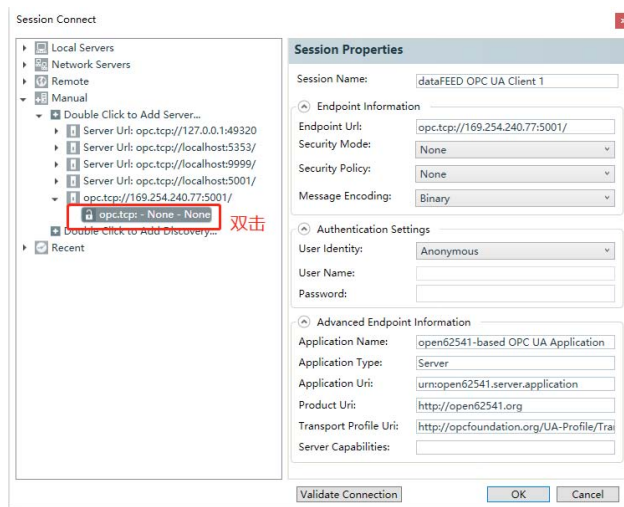 Session Connect
Local Servers
Network Servers
Remote
Manual
Double Click to Add Server...
Server Url: opc.tcp://127.0.0.1:49320
Server Url: opc.tcp://localhost:5353/
Server Url: opc.tcp://localhost:9999/
Server Url: opc.tcp://localhost:5001/
opc.tcp://169.254.240.77:5001/
opc.tcp: - None - None
双击
Double Click to Add Discovery...
Recent
Session Properties
Session Name: dataFEED OPC UA Client 1
Endpoint Information
Endpoint Url: opc.tcp://169.254.240.77:5001/
Security Mode: None
Security Policy: None
Message Encoding: Binary
Authentication Settings
User Identity: Anonymous
User Name:
Password:
Advanced Endpoint Information
Application Name: open62541-based OPC UA Application
Application Type: Server
Application Uri: urn:open62541.server.application
Product Uri: http://open62541.org
Transport Profile Uri: http://opcfoundation.org/UA-Profile/Tra
Server Capabilities:
Validate Connection OK Cancel